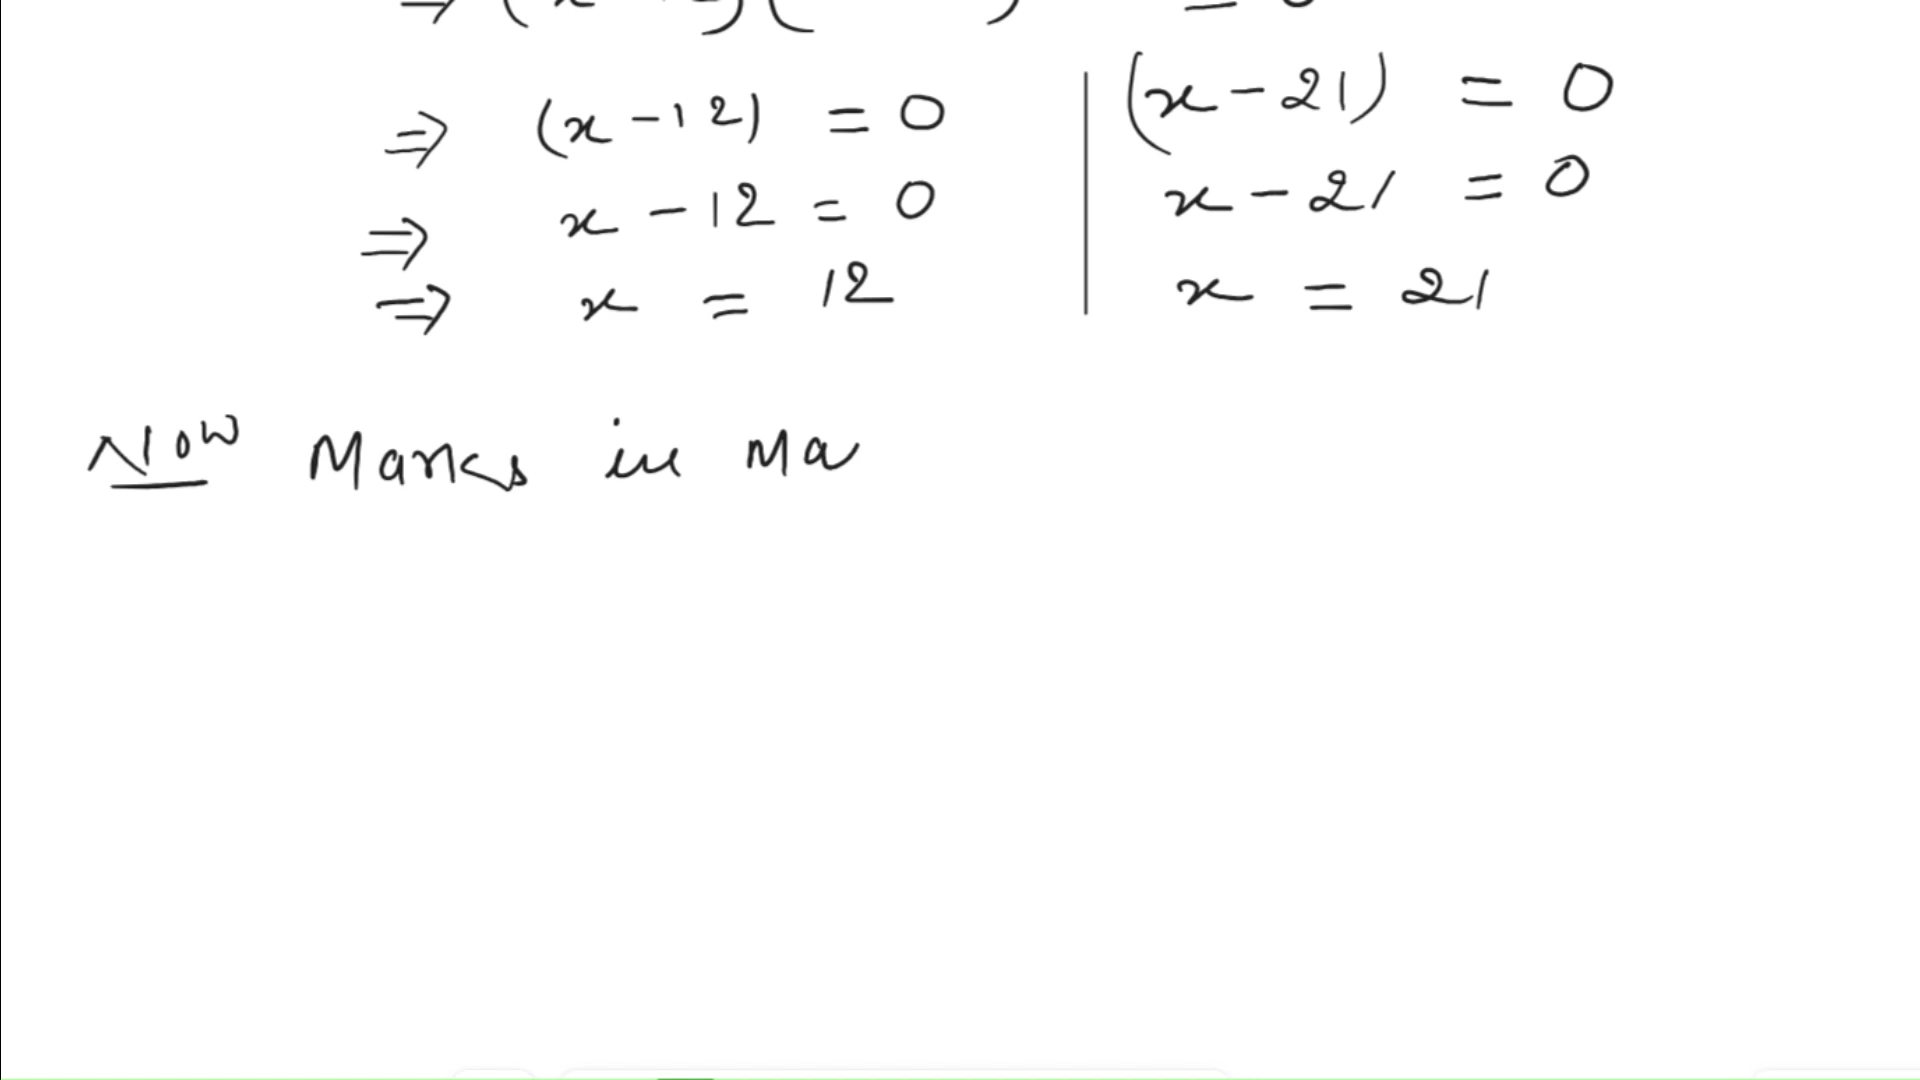 ⇒ (x-12) = 0 | (x-21) = 0
⇒ x-12 = 0 | x-21 = 0
⇒ x = 12 | x = 21
Now Marks in Ma